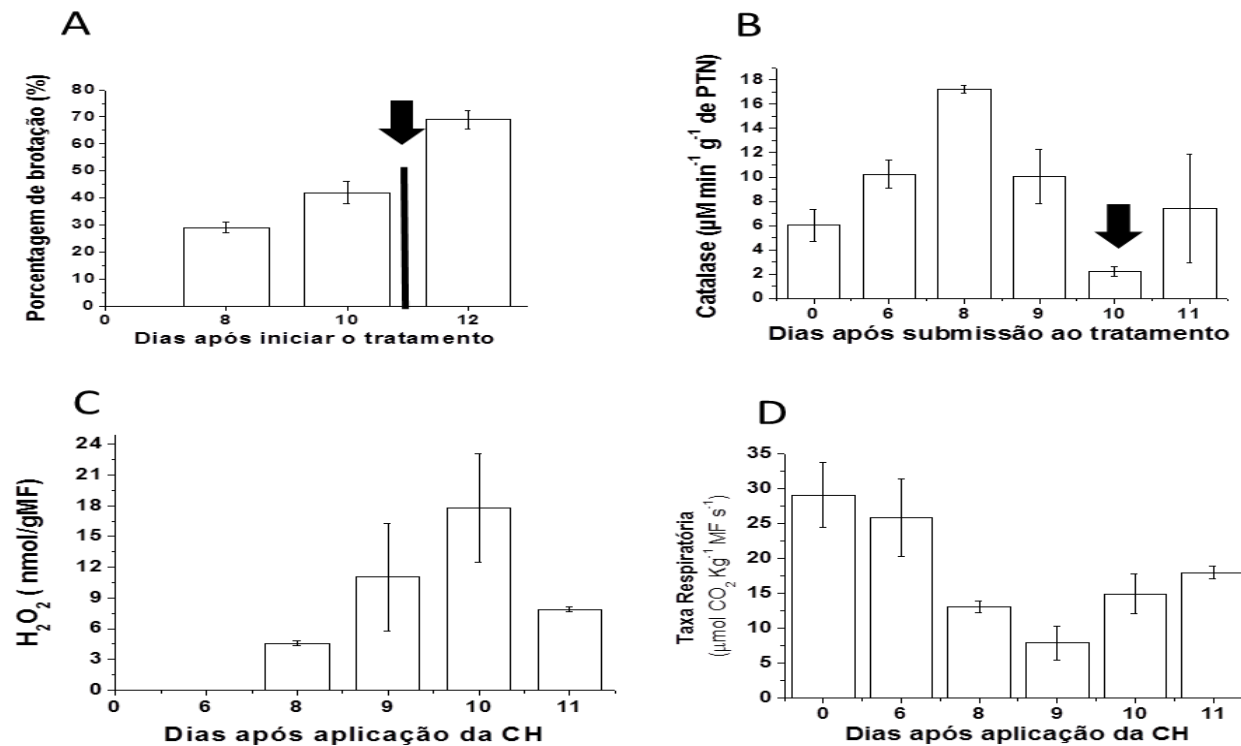 A
Porcentagem de brotação (%)
80
70
60
50
40
30
20
10
0
0 8 10 12
Dias após iniciar o tratamento
B
Catalase (µM min⁻¹ g⁻¹ de PTN)
18
16
14
12
10
8
6
4
2
0
0 6 8 9 10 11
Dias após submissão ao tratamento
C
H₂O₂ ( nmol/gMF)
24
21
18
15
12
9
6
3
0
0 6 8 9 10 11
Dias após aplicação da CH
D
Taxa Respiratória
(µmol CO₂ Kg⁻¹ MF s⁻¹)
35
30
25
20
15
10
5
0
0 6 8 9 10 11
Dias após aplicação da CH